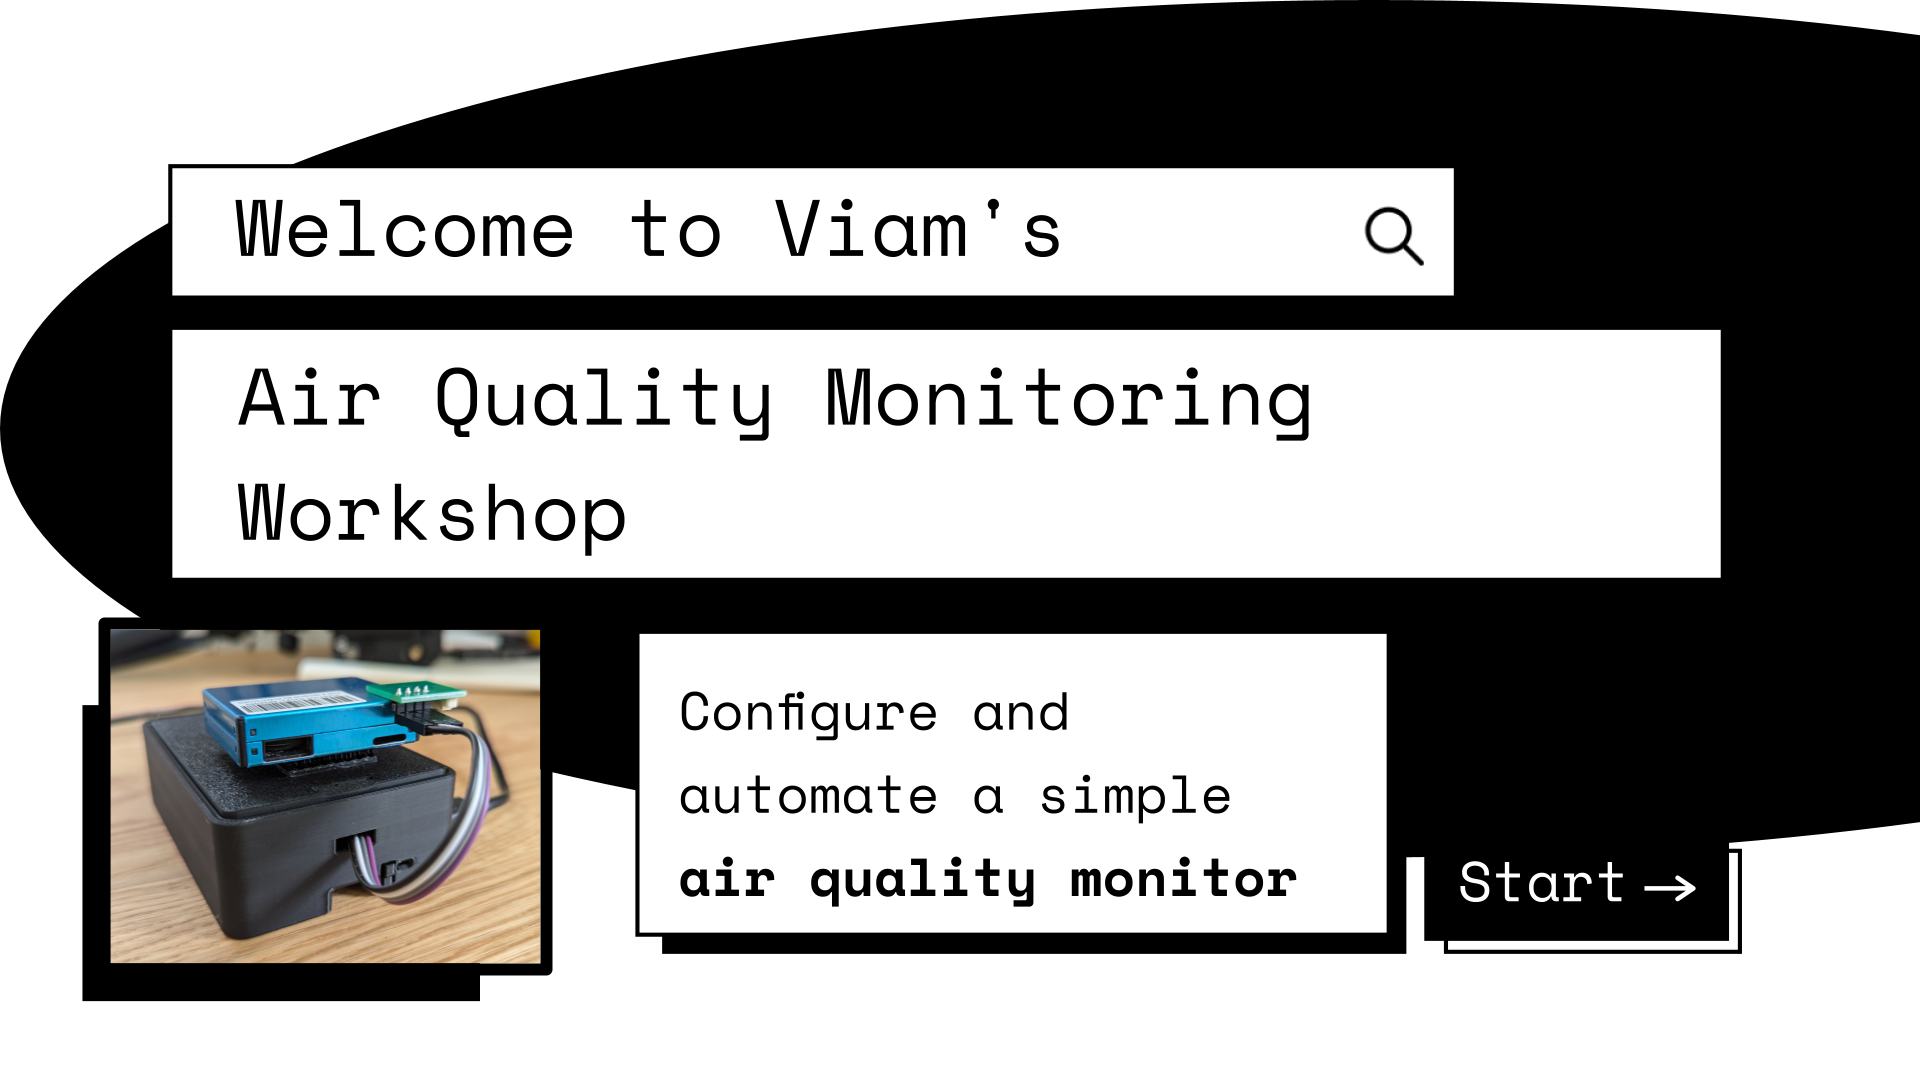 Welcome to Viam's
Air Quality Monitoring
Workshop
Configure and
automate a simple
air quality monitor
Start →